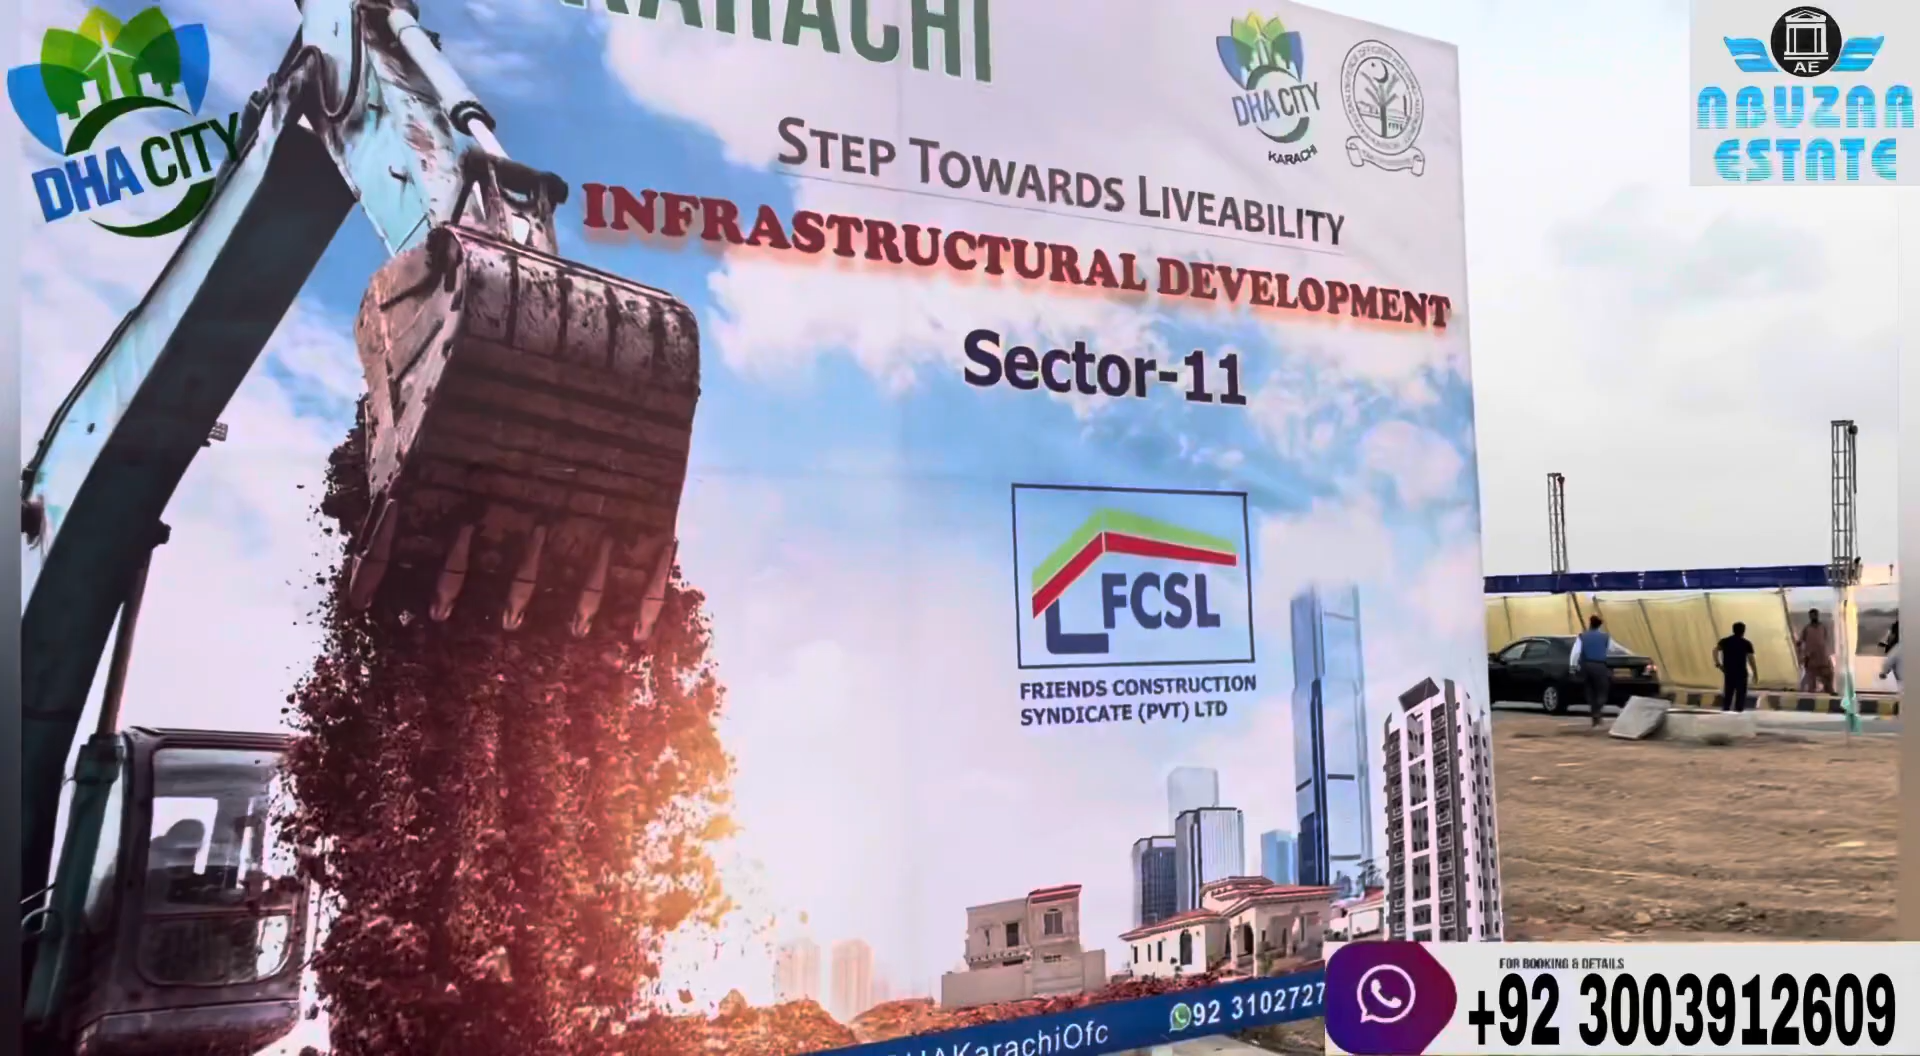 KARACHI
DHA CITY
DHA CITY
KARACHI
AE
ABUZAR
ESTATE
STEP TOWARDS LIVEABILITY
INFRASTRUCTURAL DEVELOPMENT
Sector-11
FCSL
FRIENDS CONSTRUCTION
SYNDICATE (PVT) LTD
FOR BOOKING & DETAILS
+92 3003912609
92 3102727
HAKarachiOfc